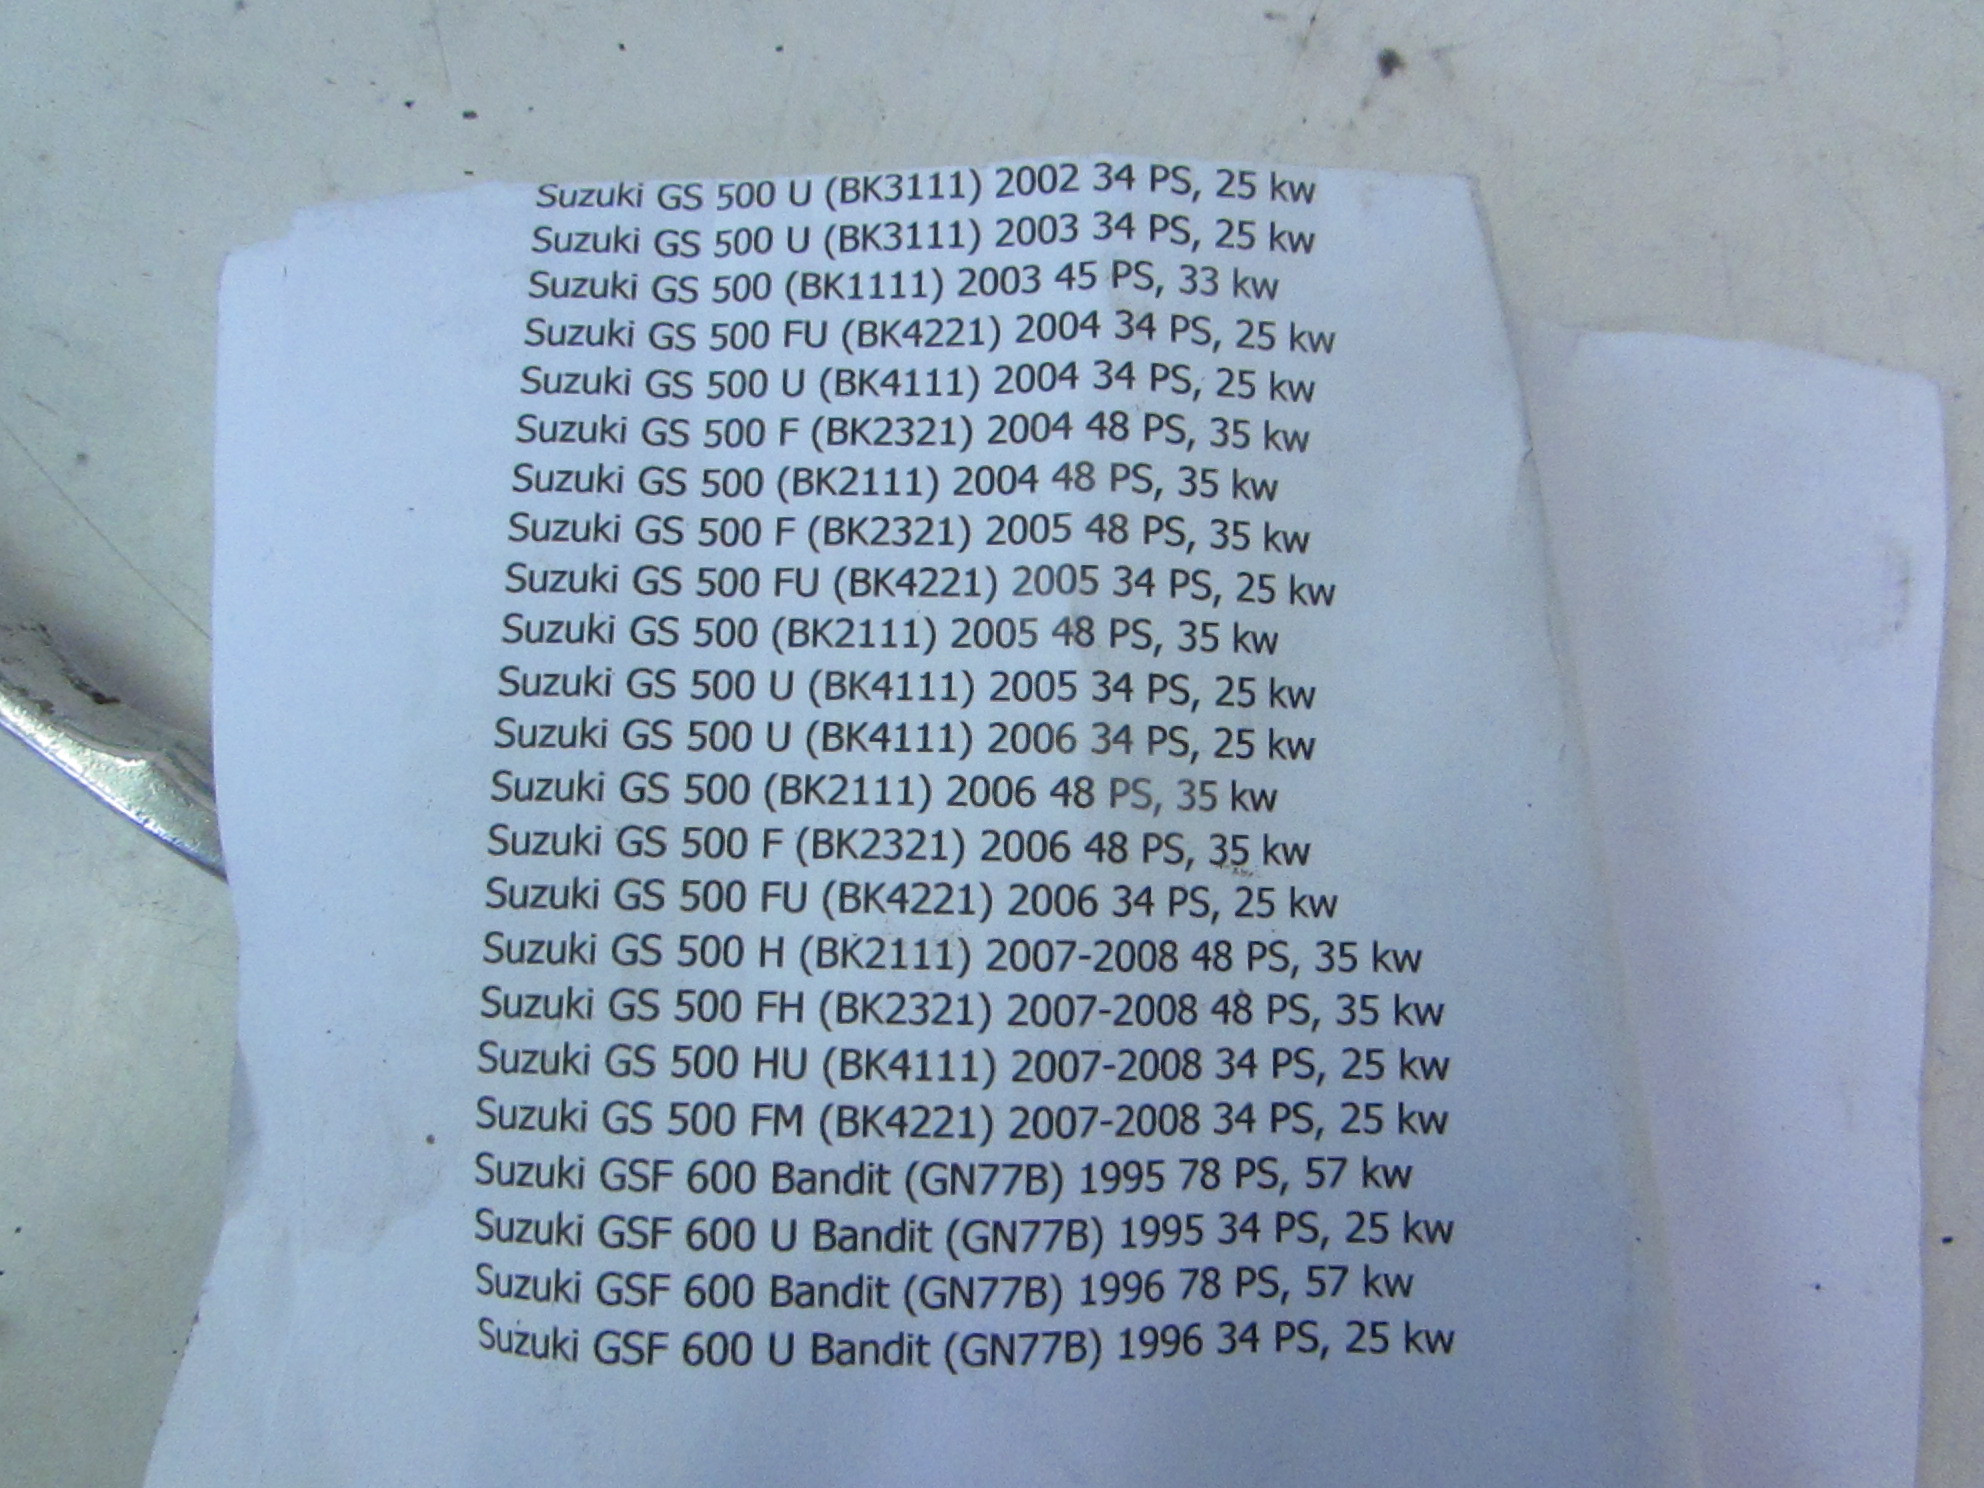 Suzuki GS 500 U (BK3111) 2002 34 PS, 25 kw
Suzuki GS 500 U (BK3111) 2003 34 PS, 25 kw
Suzuki GS 500 (BK1111) 2003 45 PS, 33 kw
Suzuki GS 500 FU (BK4221) 2004 34 PS, 25 kw
Suzuki GS 500 U (BK4111) 2004 34 PS, 25 kw
Suzuki GS 500 F (BK2321) 2004 48 PS, 35 kw
Suzuki GS 500 (BK2111) 2004 48 PS, 35 kw
Suzuki GS 500 F (BK2321) 2005 48 PS, 35 kw
Suzuki GS 500 FU (BK4221) 2005 34 PS, 25 kw
Suzuki GS 500 (BK2111) 2005 48 PS, 35 kw
Suzuki GS 500 U (BK4111) 2005 34 PS, 25 kw
Suzuki GS 500 U (BK4111) 2006 34 PS, 25 kw
Suzuki GS 500 (BK2111) 2006 48 PS, 35 kw
Suzuki GS 500 F (BK2321) 2006 48 PS, 35 kw
Suzuki GS 500 FU (BK4221) 2006 34 PS, 25 kw
Suzuki GS 500 H (BK2111) 2007-2008 48 PS, 35 kw
Suzuki GS 500 FH (BK2321) 2007-2008 48 PS, 35 kw
Suzuki GS 500 HU (BK4111) 2007-2008 34 PS, 25 kw
Suzuki GS 500 FM (BK4221) 2007-2008 34 PS, 25 kw
Suzuki GSF 600 Bandit (GN77B) 1995 78 PS, 57 kw
Suzuki GSF 600 U Bandit (GN77B) 1995 34 PS, 25 kw
Suzuki GSF 600 Bandit (GN77B) 1996 78 PS, 57 kw
Suzuki GSF 600 U Bandit (GN77B) 1996 34 PS, 25 kw